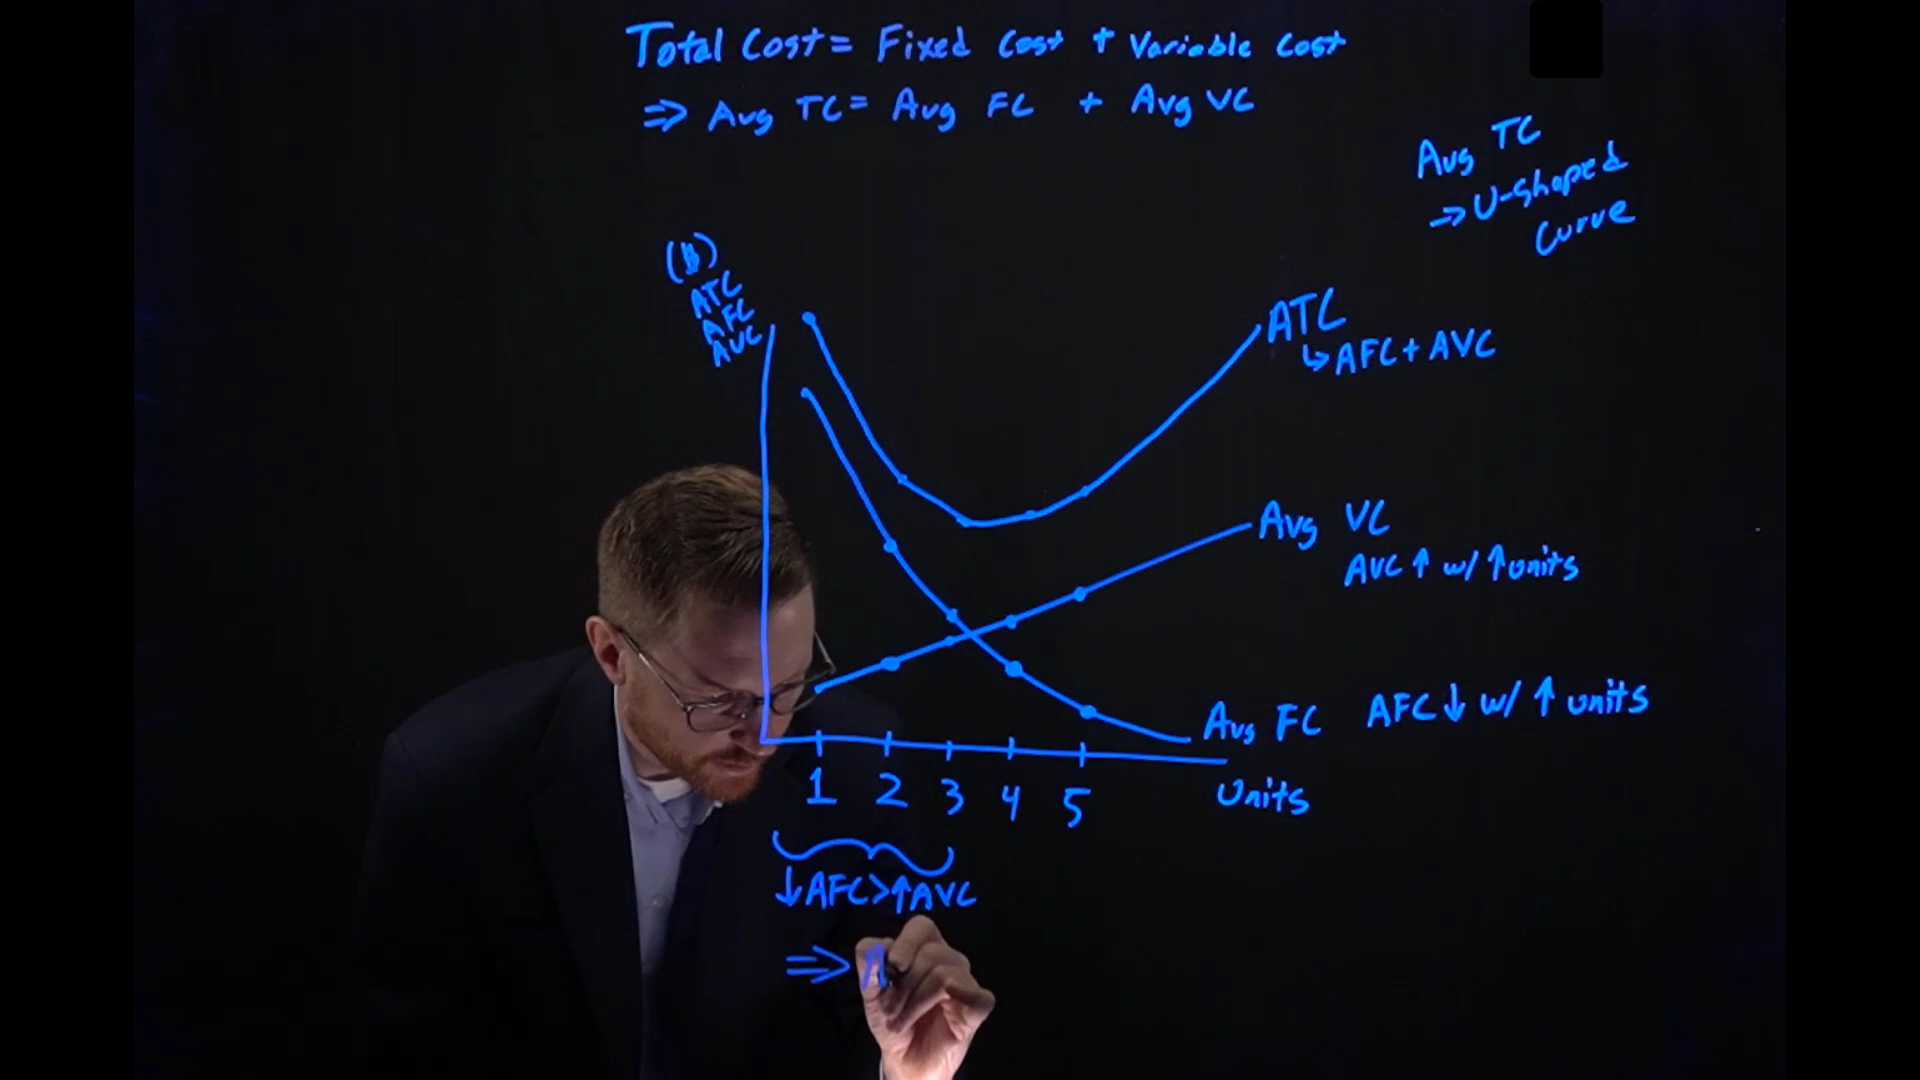 Total Cost = Fixed Cost + Variable Cost
⇒ Avg TC = Avg FC + Avg VC
Avg TC
⇒ U-shaped
Curve
ATC
AFC
AVC
ATC
↳ AFC + AVC
Avg VC
AVC ↑ w/ ↑ units
Avg FC AFC ↓ w/ ↑ units
1 2 3 4 5
Units
↓AFC > ↑AVC
⇒ A